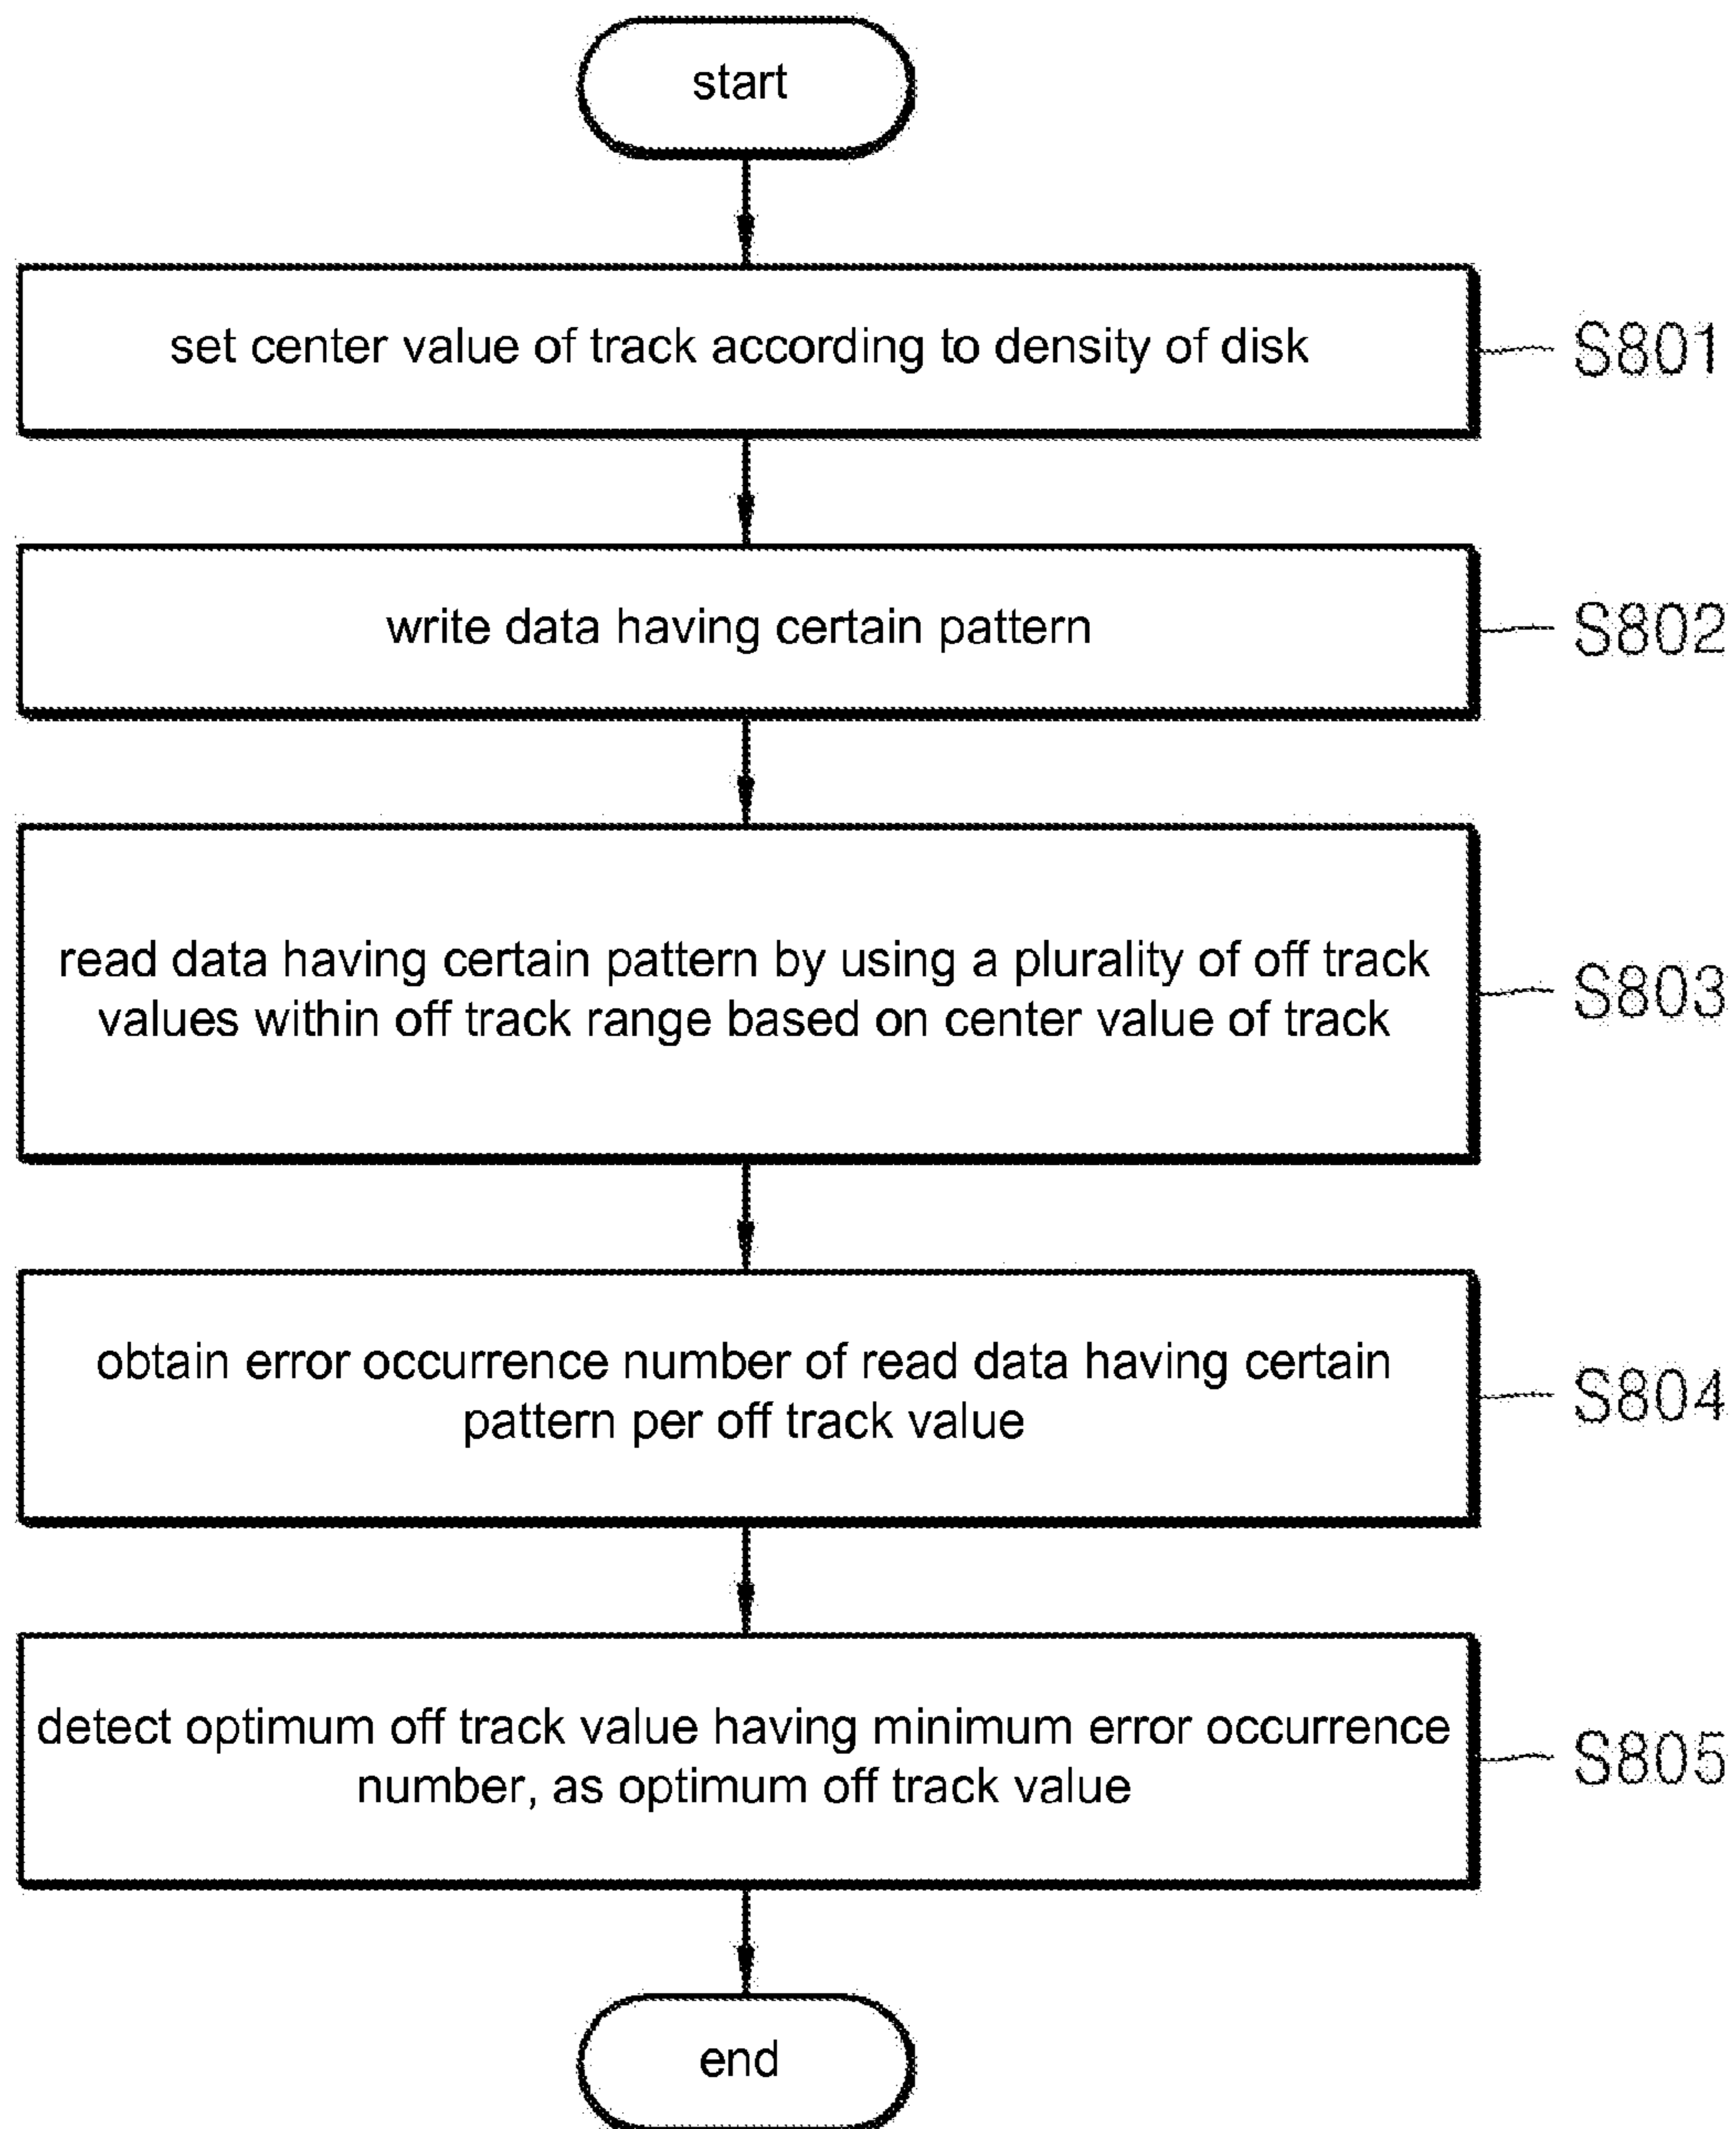 start
set center value of track according to density of disk
S801
write data having certain pattern
S802
read data having certain pattern by using a plurality of off track
values within off track range based on center value of track
S803
obtain error occurrence number of read data having certain
pattern per off track value
S804
detect optimum off track value having minimum error occurrence
number, as optimum off track value
S805
end